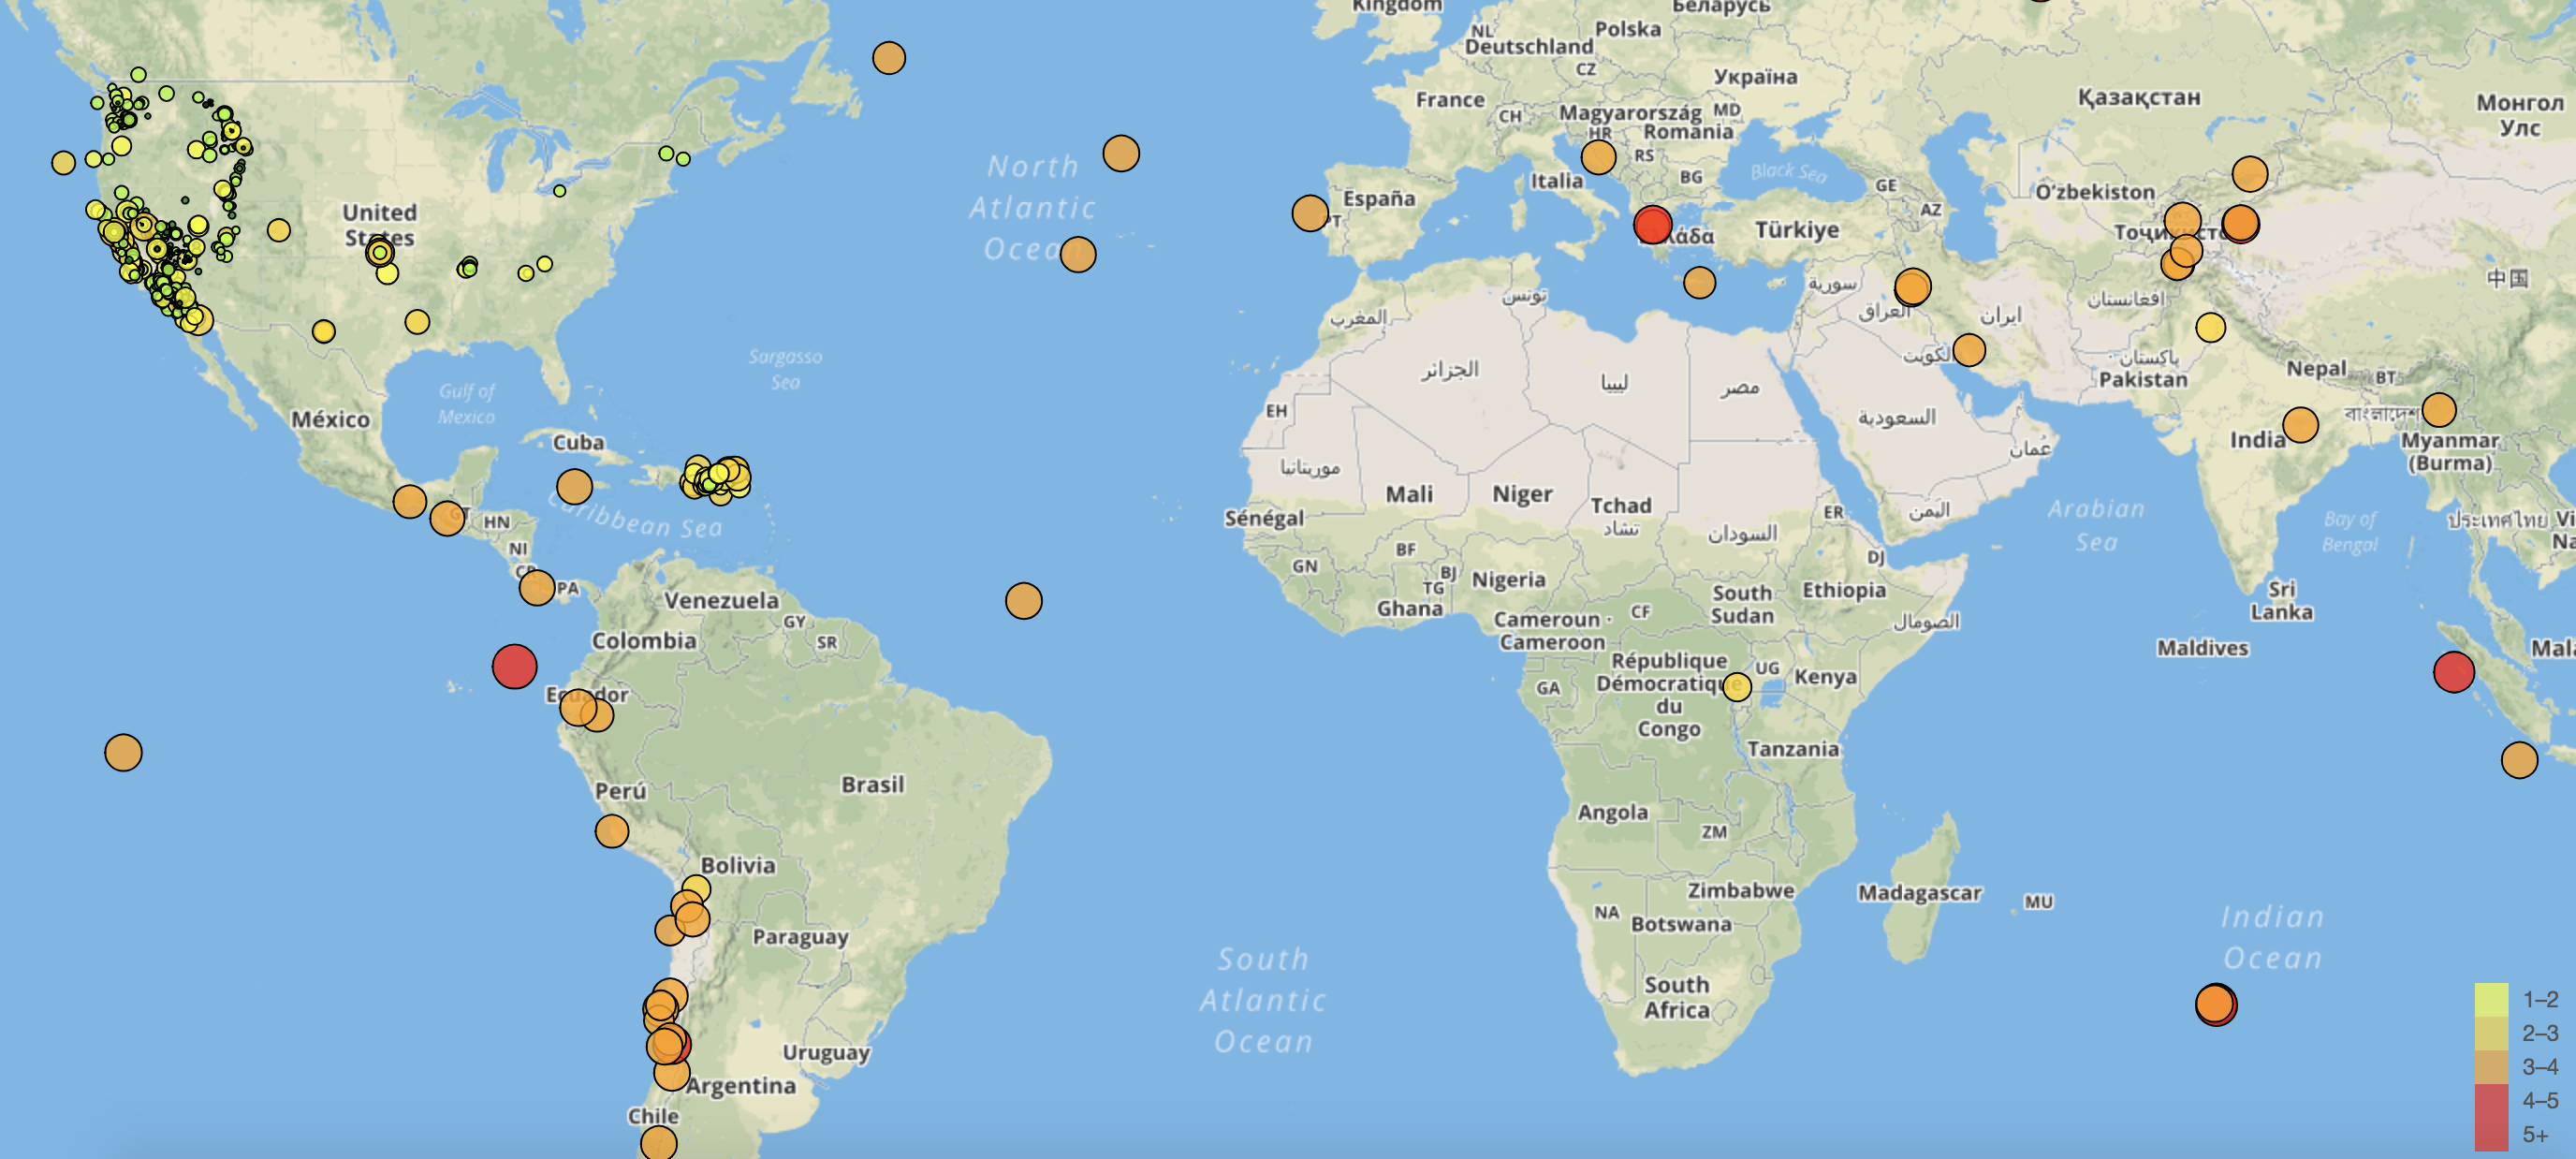 Kingdom
Беларусь
NL
Polska
Deutschland
CZ
Україна
France
CH
Magyarország
MD
HR
România
Қазақстан
Монгол
Улс
Italia
RS
BG
Black Sea
GE
AZ
O'zbekiston
España
PT
Türkiye
North
Atlantic
Ocean
United
States
中国
سورية
العراق
ایران
افغانستان
تونس
المغرب
Sargasso
Sea
Gulf of
Mexico
México
Cuba
الجزائر
ليبيا
مصر
الكويت
پاکستان
Pakistan
Nepal
BT
বাংলাদেশ
India
Myanmar
(Burma)
EH
السعودية
عُمان
موريتانيا
Mali
Niger
Tchad
تشاد
السودان
ER
اليمن
Arabian
Sea
Bay of
Bengal
ประเทศไทย
Vi
Na
Caribbean Sea
GT
HN
NI
CR
PA
Sénégal
GN
BF
BJ
TG
Ghana
Nigeria
DJ
CF
South
Sudan
Ethiopia
الصومال
Sri
Lanka
Cameroun ·
Cameroon
Venezuela
GY
SR
Colombia
Ecuador
Maldives
Mala
République
Démocratique
du
Congo
GA
UG
Kenya
Tanzania
Perú
Brasil
Angola
ZM
Bolivia
Paraguay
Zimbabwe
Madagascar
MU
NA
Botswana
South
Africa
South
Atlantic
Ocean
Indian
Ocean
Uruguay
Argentina
Chile
1–2
2–3
3–4
4–5
5+